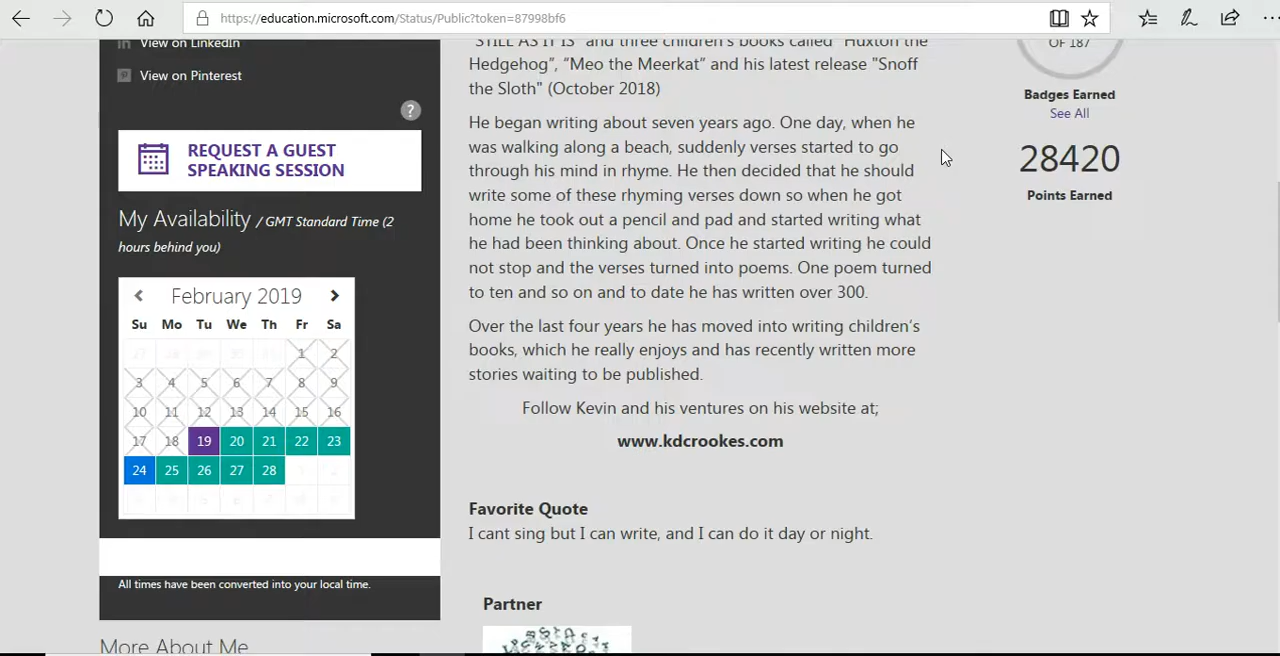 https://education.microsoft.com/Status/Public?token=87998bf6
View on LinkedIn
View on Pinterest
?
REQUEST A GUEST
SPEAKING SESSION
My Availability / GMT Standard Time (2
hours behind you)
February 2019
Su Mo Tu We Th Fr Sa
1 2
3 4 5 6 7 8 9
10 11 12 13 14 15 16
17 18 19 20 21 22 23
24 25 26 27 28
All times have been converted into your local time.
More About Me
"STILL AS IT IS" and three children's books called "Huxton the
Hedgehog", "Meo the Meerkat" and his latest release "Snoff
the Sloth" (October 2018)
He began writing about seven years ago. One day, when he
was walking along a beach, suddenly verses started to go
through his mind in rhyme. He then decided that he should
write some of these rhyming verses down so when he got
home he took out a pencil and pad and started writing what
he had been thinking about. Once he started writing he could
not stop and the verses turned into poems. One poem turned
to ten and so on and to date he has written over 300.
Over the last four years he has moved into writing children's
books, which he really enjoys and has recently written more
stories waiting to be published.
Follow Kevin and his ventures on his website at;
www.kdcrookes.com
Favorite Quote
I cant sing but I can write, and I can do it day or night.
Partner
OF 187
Badges Earned
See All
28420
Points Earned